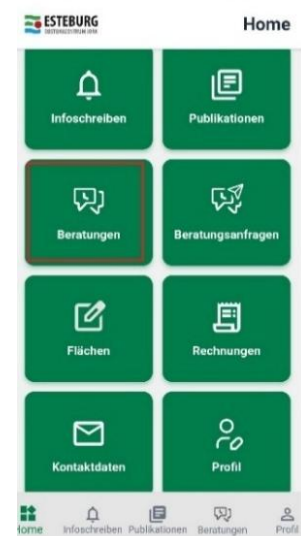 ESTEBURG
Home
Infoschreiben
Publikationen
Beratungen
Beratungsanfragen
Flächen
Rechnungen
Kontaktdaten
Profil
Home Infoschreiben Publikationen Beratungen Profil